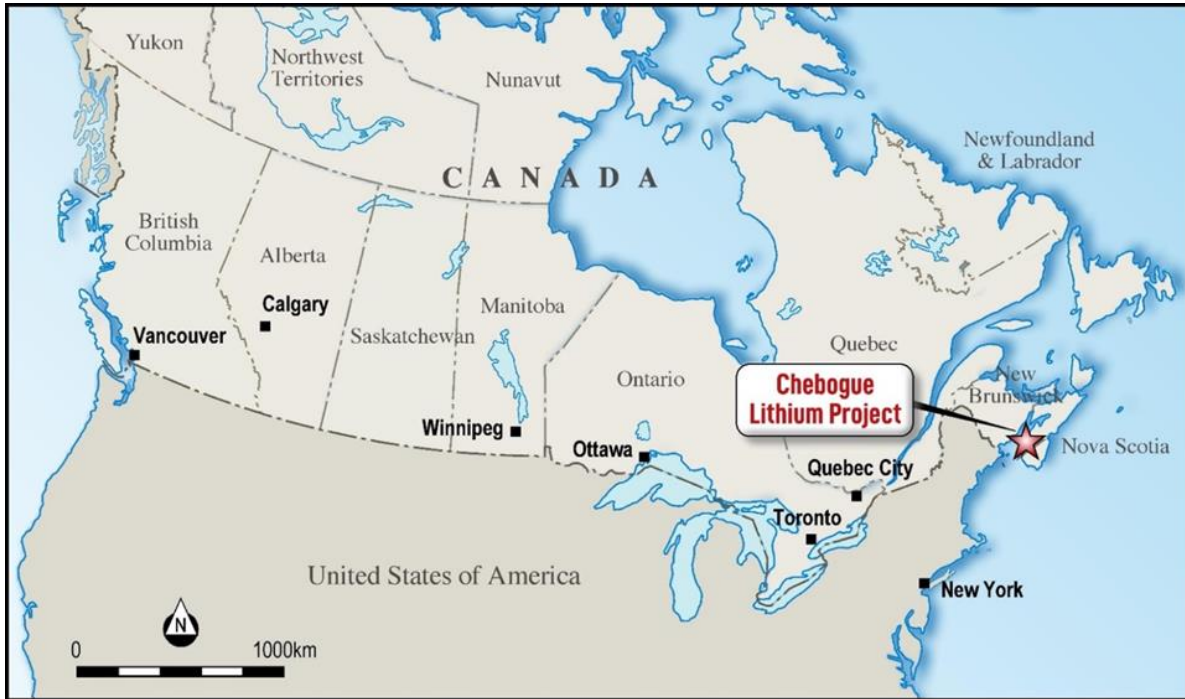 Yukon
Northwest
Territories
Nunavut
CANADA
Newfoundland
& Labrador
British
Columbia
Alberta
Calgary
Vancouver
Saskatchewan
Manitoba
Winnipeg
Ontario
Ottawa
Quebec
Chebogue
Lithium Project
New
Brunswick
Nova Scotia
Quebec City
Toronto
New York
United States of America
N
0 1000km